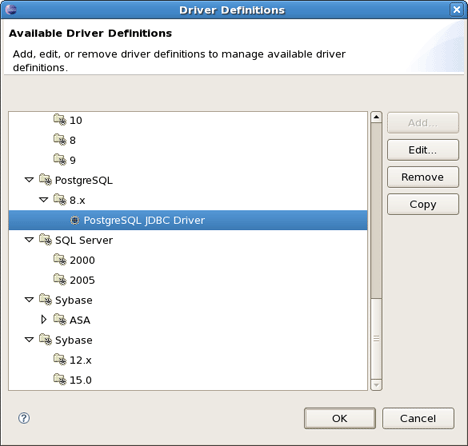 Driver Definitions
Available Driver Definitions
Add, edit, or remove driver definitions to manage available driver
definitions.
10
8
9
PostgreSQL
8.x
PostgreSQL JDBC Driver
SQL Server
2000
2005
Sybase
ASA
Sybase
12.x
15.0
Add...
Edit...
Remove
Copy
?
OK
Cancel